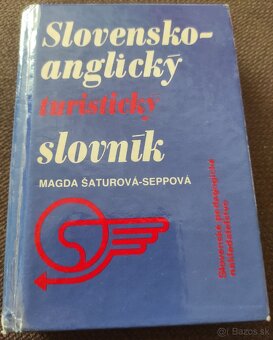 Slovensko-
anglický
turistický
slovník
MAGDA ŠATUROVÁ-SEPPOVÁ
Slovenské pedagogické
nakladateľstvo
Bazos.sk